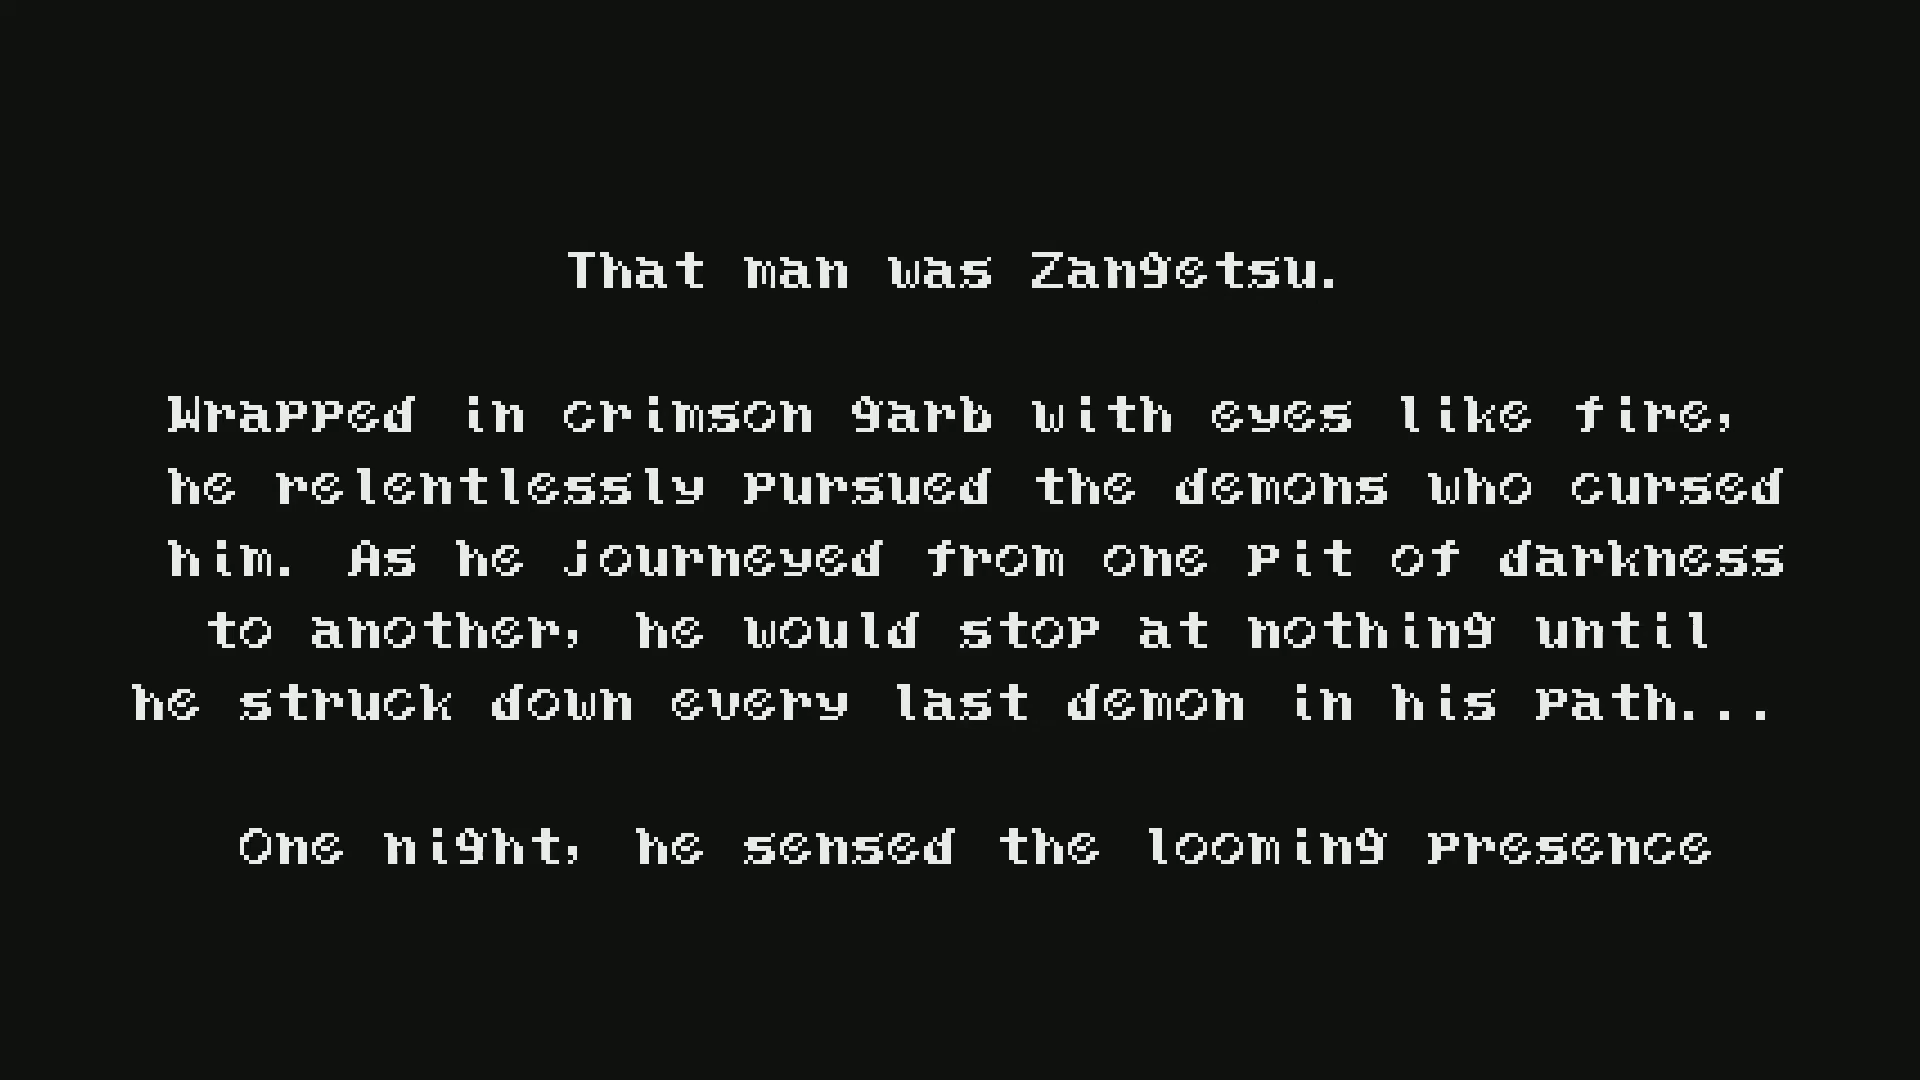 That man was Zangetsu.
Wrapped in crimson garb with eyes like fire,
he relentlessly pursued the demons who cursed
him. As he journeyed from one pit of darkness
to another, he would stop at nothing until
he struck down every last demon in his path...
One night, he sensed the looming presence